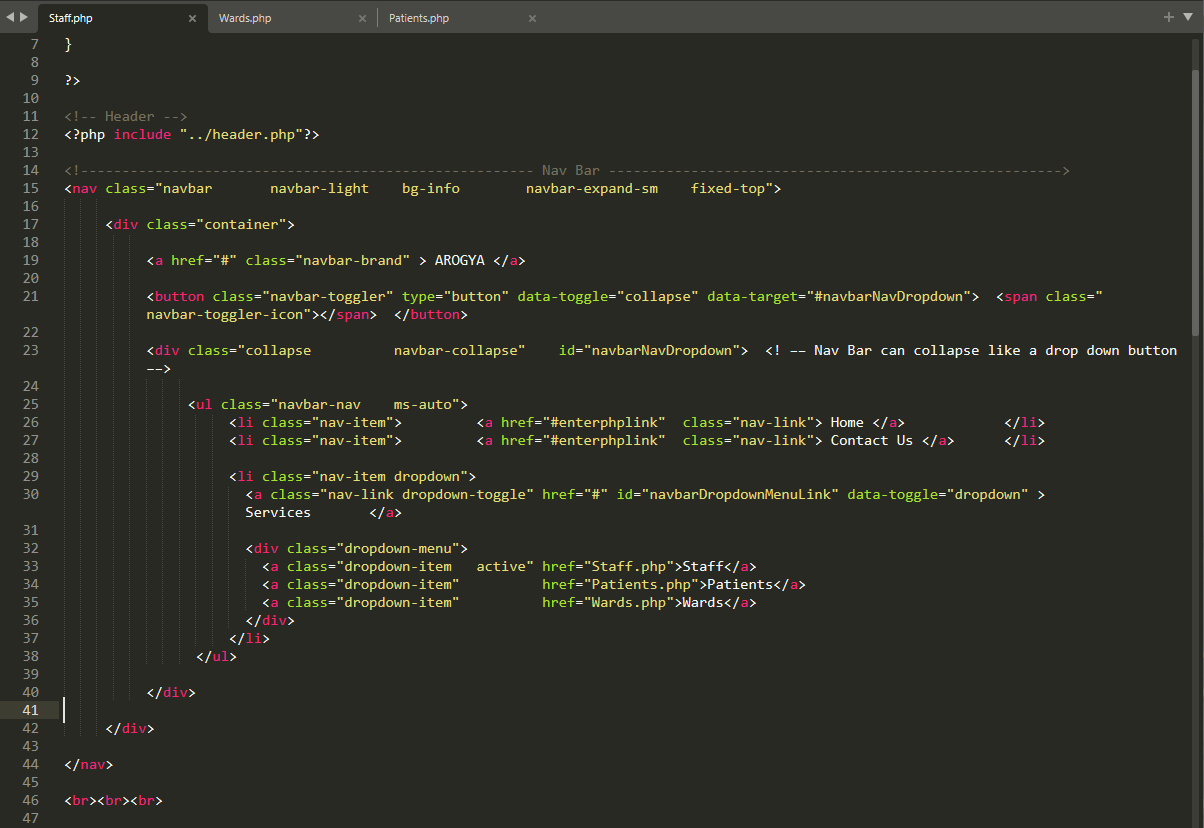 Staff.php × Wards.php × Patients.php × + ▼
7 }
8
9 ?>
10
11 <!-- Header -->
12 <?php include "../header.php"?>
13
14 <!------------------------------------------------------- Nav Bar ------------------------------------------------------->
15 <nav class="navbar       navbar-light    bg-info        navbar-expand-sm    fixed-top">
16
17 <div class="container">
18
19 <a href="#" class="navbar-brand" > AROGYA </a>
20
21 <button class="navbar-toggler" type="button" data-toggle="collapse" data-target="#navbarNavDropdown">  <span class="
navbar-toggler-icon"></span>  </button>
22
23 <div class="collapse          navbar-collapse"    id="navbarNavDropdown">  <! -- Nav Bar can collapse like a drop down button
-->
24
25 <ul class="navbar-nav    ms-auto">
26 <li class="nav-item">         <a href="#enterphplink"  class="nav-link"> Home </a>            </li>
27 <li class="nav-item">         <a href="#enterphplink"  class="nav-link"> Contact Us </a>      </li>
28
29 <li class="nav-item dropdown">
30 <a class="nav-link dropdown-toggle" href="#" id="navbarDropdownMenuLink" data-toggle="dropdown" >
Services       </a>
31
32 <div class="dropdown-menu">
33 <a class="dropdown-item   active" href="Staff.php">Staff</a>
34 <a class="dropdown-item"          href="Patients.php">Patients</a>
35 <a class="dropdown-item"          href="Wards.php">Wards</a>
36 </div>
37 </li>
38 </ul>
39
40 </div>
41
42 </div>
43
44 </nav>
45
46 <br><br><br>
47